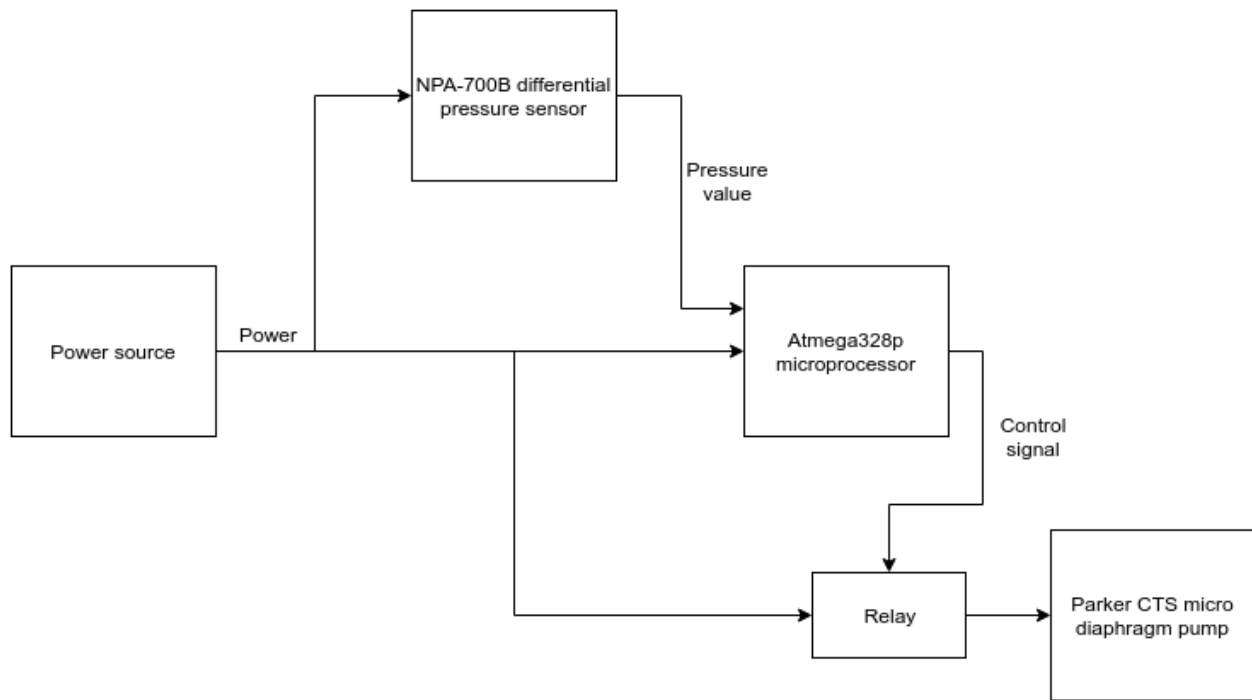 NPA-700B differential
pressure sensor
Pressure
value
Power source
Power
Atmega328p
microprocessor
Control
signal
Relay
Parker CTS micro
diaphragm pump